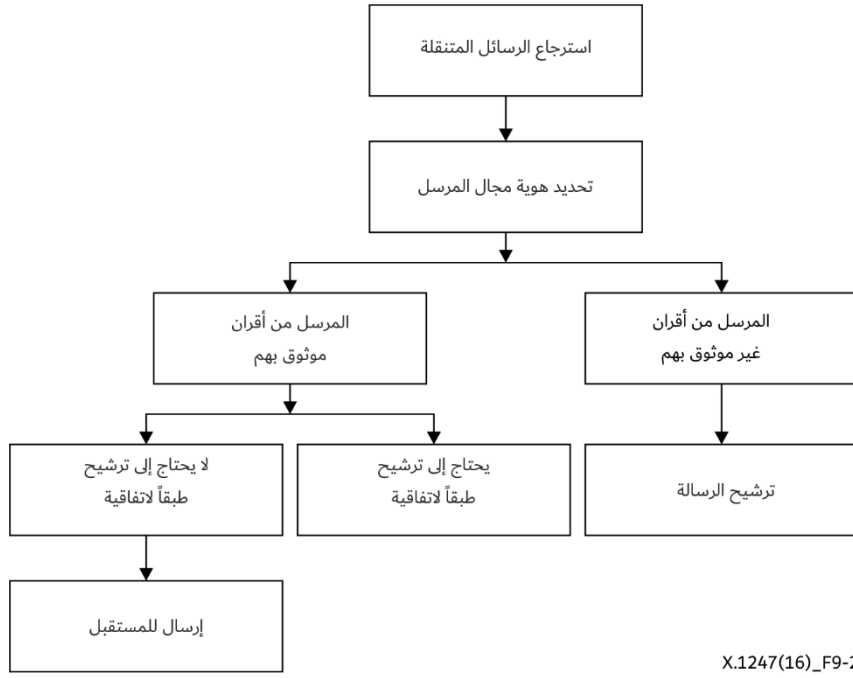 استرجاع الرسائل المتنقلة
تحديد هوية مجال المرسل
المرسل من أقران
غير موثوق بهم
المرسل من أقران
موثوق بهم
ترشيح الرسالة
يحتاج إلى ترشيح
طبقاً لاتفاقية
لا يحتاج إلى ترشيح
طبقاً لاتفاقية
إرسال للمستقبل
X.1247(16)_F9-2